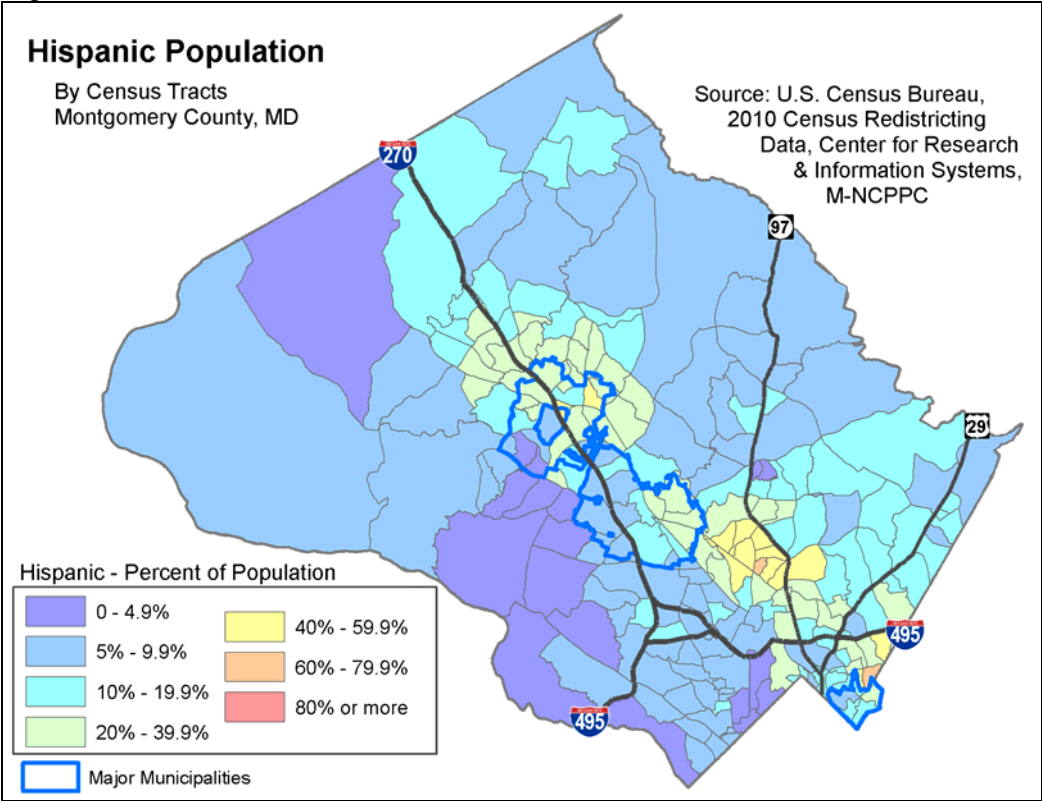 Hispanic Population
By Census Tracts
Montgomery County, MD
Source: U.S. Census Bureau,
2010 Census Redistricting
Data, Center for Research
& Information Systems,
M-NCPPC
270
97
29
495
495
Hispanic - Percent of Population
0 - 4.9%
5% - 9.9%
10% - 19.9%
20% - 39.9%
40% - 59.9%
60% - 79.9%
80% or more
Major Municipalities